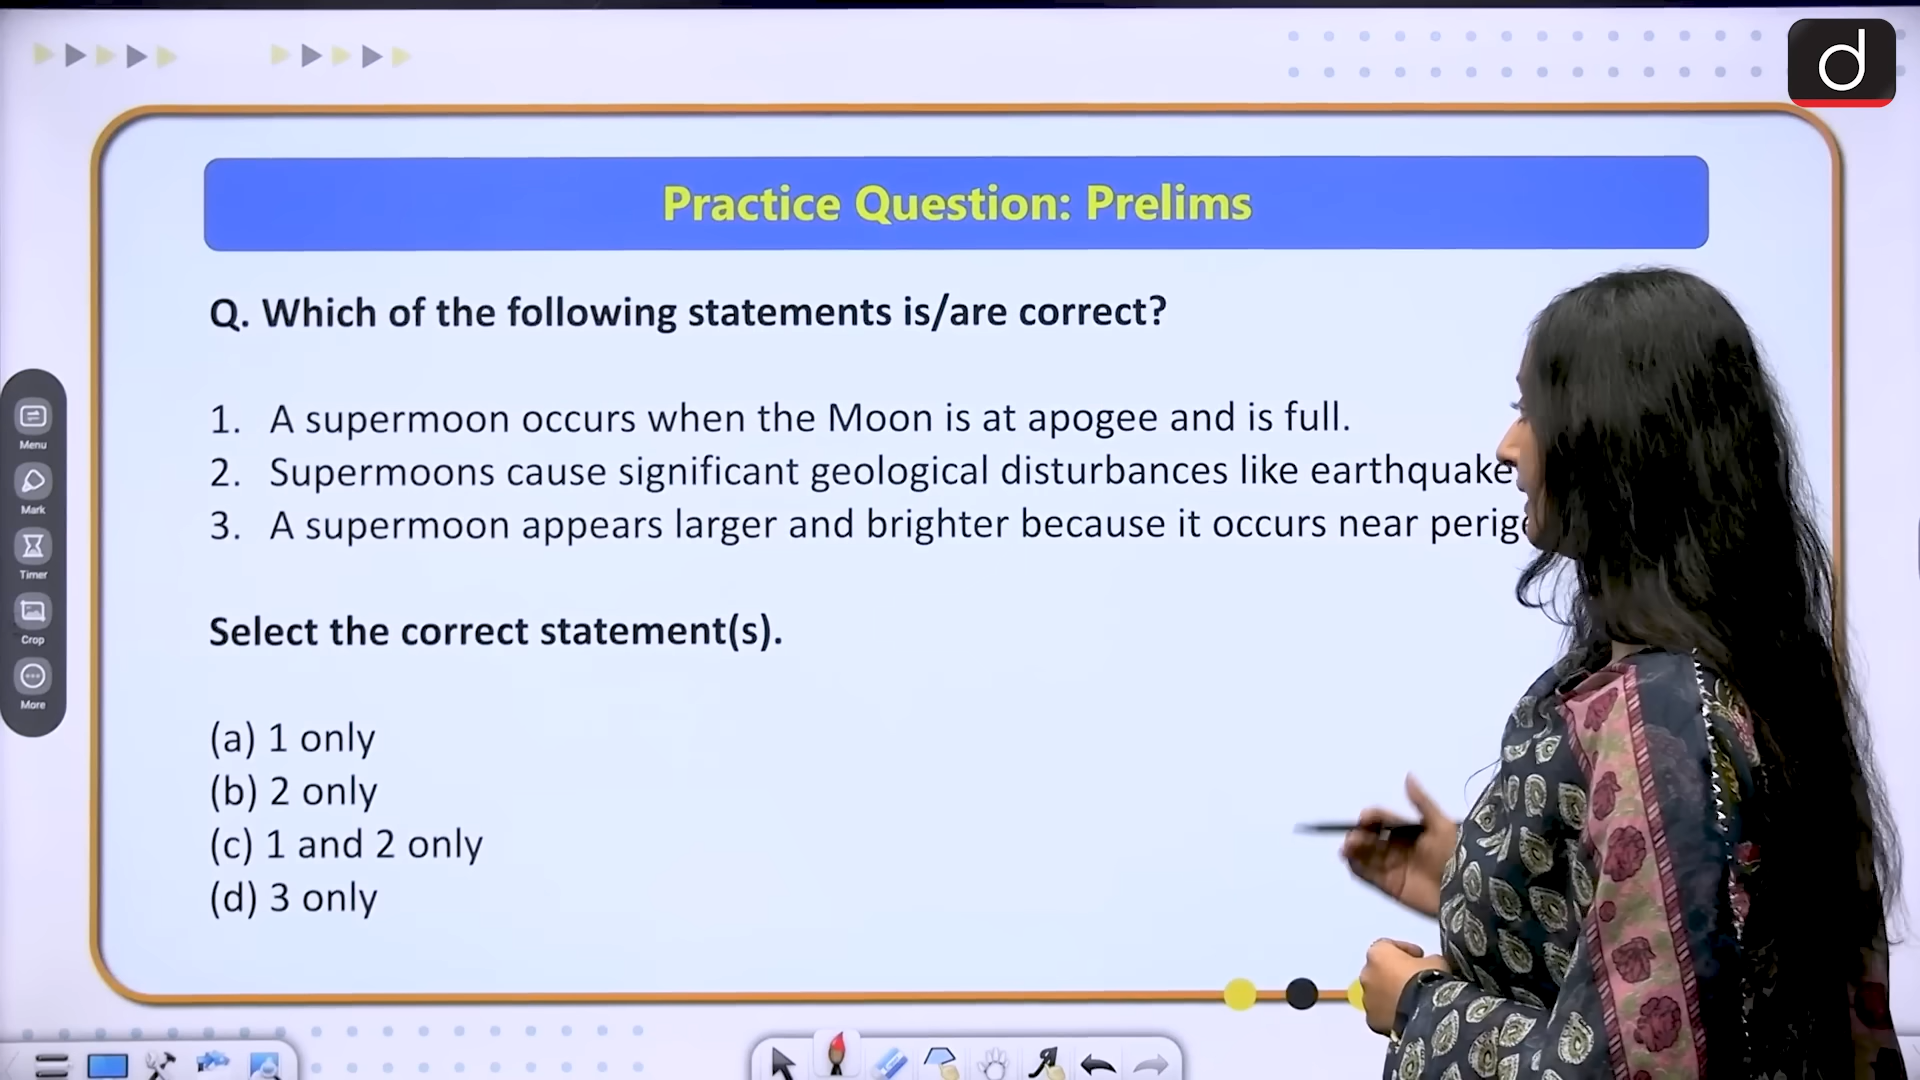 d
Practice Question: Prelims
Q. Which of the following statements is/are correct?
1. A supermoon occurs when the Moon is at apogee and is full.
2. Supermoons cause significant geological disturbances like earthquake
3. A supermoon appears larger and brighter because it occurs near
Select the correct statement(s).
(a) 1 only
(b) 2 only
(c) 1 and 2 only
(d) 3 only
Menu
Mark
Timer
Crop
More